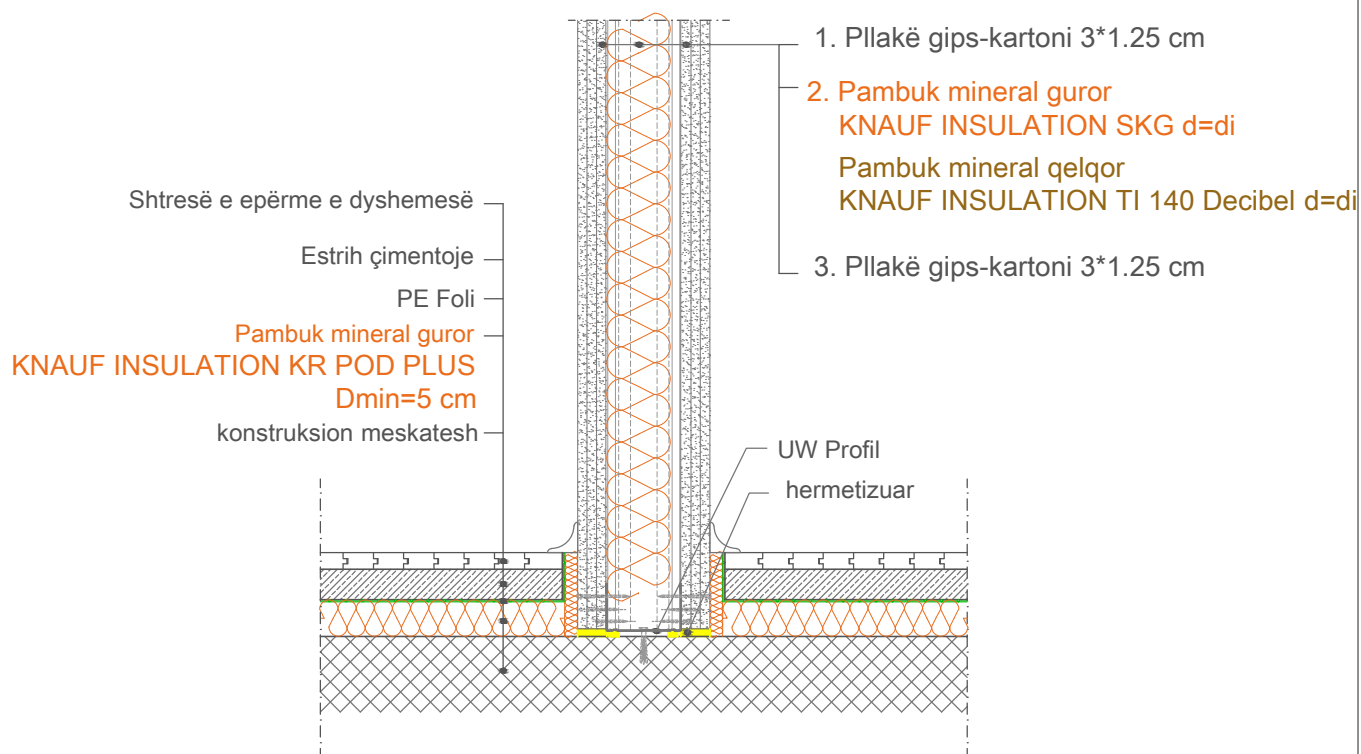 1. Pllakë gips-kartoni 3*1.25 cm
2. Pambuk mineral guror
KNAUF INSULATION SKG d=di
Pambuk mineral qelqor
KNAUF INSULATION TI 140 Decibel d=di
3. Pllakë gips-kartoni 3*1.25 cm
Shtresë e epërme e dyshemesë
Estrih çimentoje
PE Foli
Pambuk mineral guror
KNAUF INSULATION KR POD PLUS
Dmin=5 cm
konstruksion meskatesh
UW Profil
hermetizuar